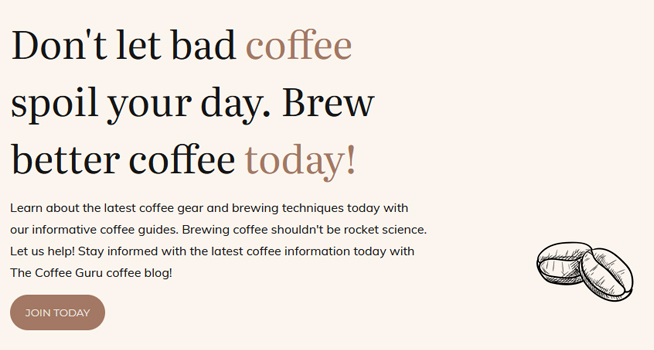 Don't let bad coffee
spoil your day. Brew
better coffee today!
Learn about the latest coffee gear and brewing techniques today with
our informative coffee guides. Brewing coffee shouldn't be rocket science.
Let us help! Stay informed with the latest coffee information today with
The Coffee Guru coffee blog!
JOIN TODAY